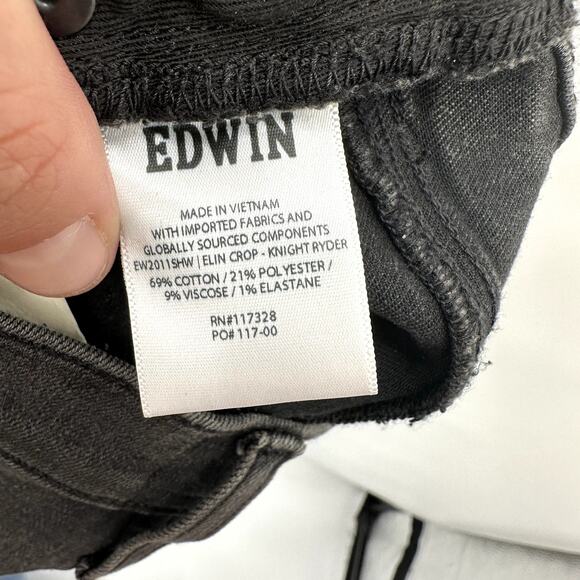 EDWIN
MADE IN VIETNAM
WITH IMPORTED FABRICS AND
GLOBALLY SOURCED COMPONENTS
EW2011SHW | ELIN CROP - KNIGHT RYDER
69% COTTON / 21% POLYESTER /
9% VISCOSE / 1% ELASTANE
RN#117328
PO# 117-00